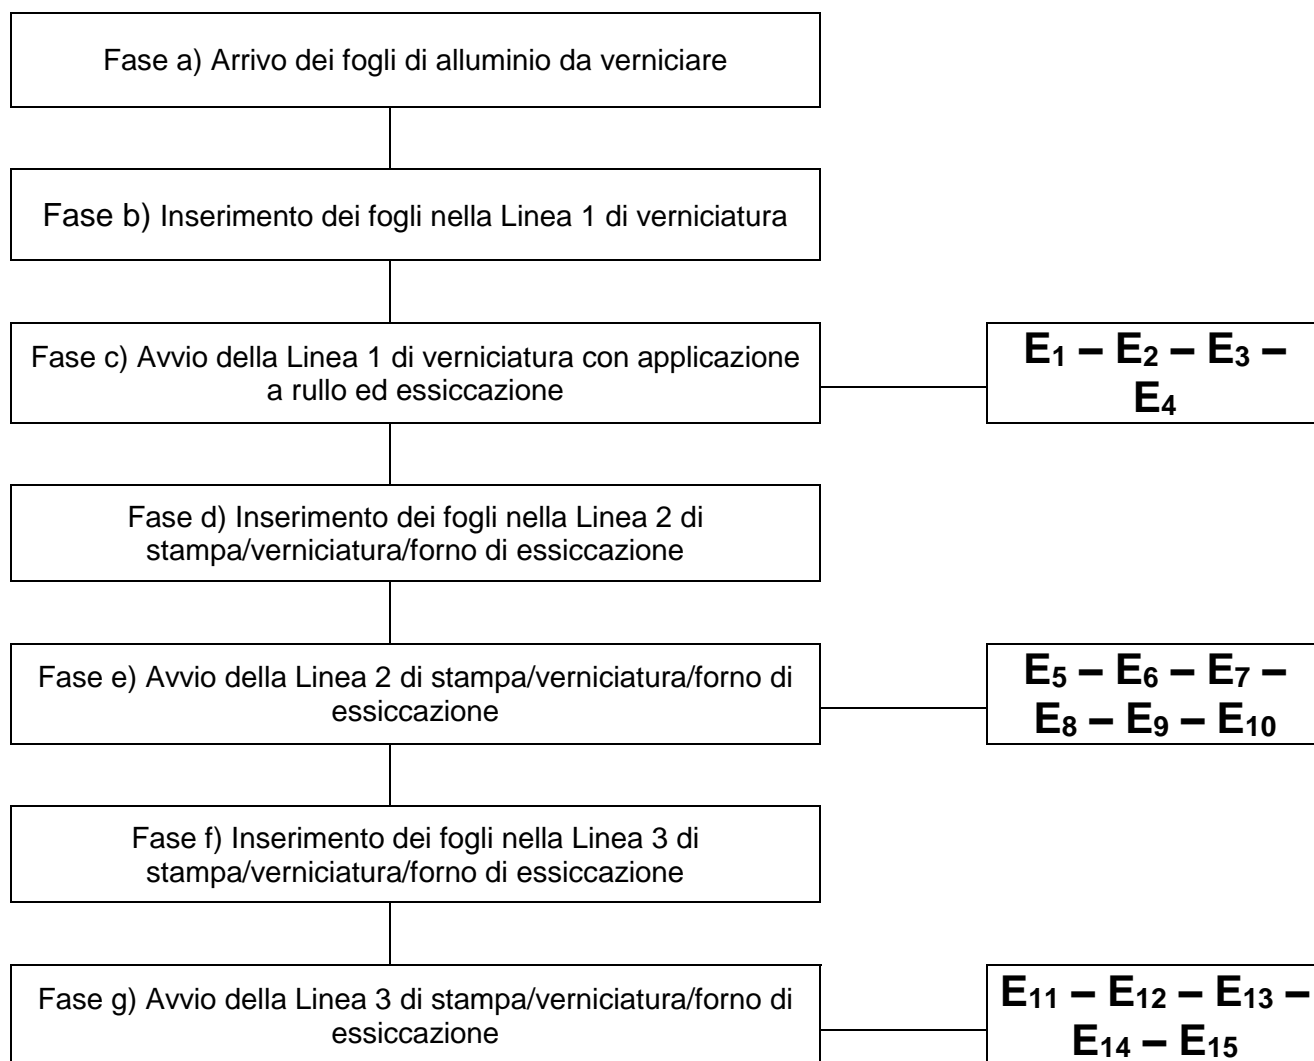 Fase a) Arrivo dei fogli di alluminio da verniciare
Fase b) Inserimento dei fogli nella Linea 1 di verniciatura
Fase c) Avvio della Linea 1 di verniciatura con applicazione
a rullo ed essiccazione
E1 – E2 – E3 –
E4
Fase d) Inserimento dei fogli nella Linea 2 di
stampa/verniciatura/forno di essiccazione
Fase e) Avvio della Linea 2 di stampa/verniciatura/forno di
essiccazione
E5 – E6 – E7 –
E8 – E9 – E10
Fase f) Inserimento dei fogli nella Linea 3 di
stampa/verniciatura/forno di essiccazione
Fase g) Avvio della Linea 3 di stampa/verniciatura/forno di
essiccazione
E11 – E12 – E13 –
E14 – E15